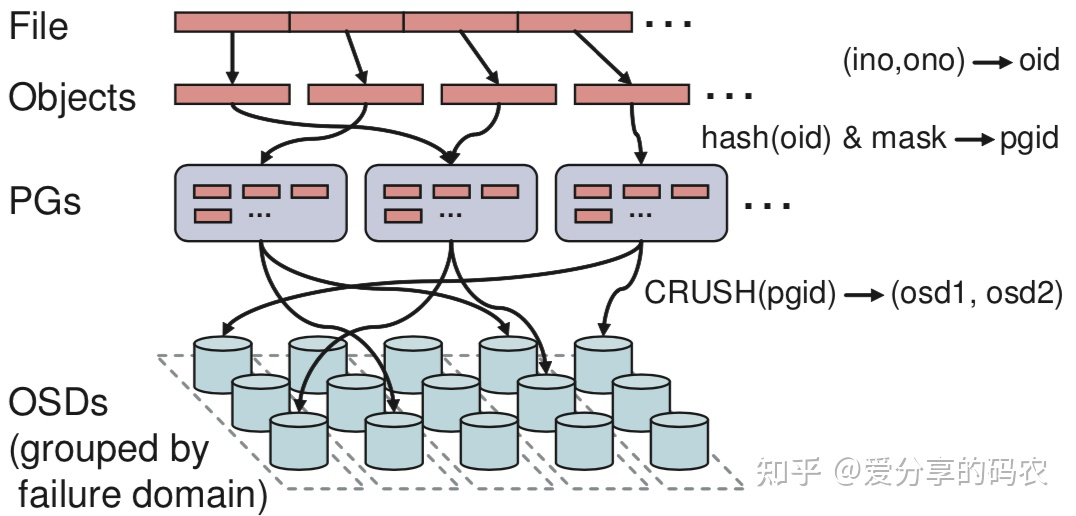 File
(ino,ono) → oid
Objects
hash(oid) & mask → pgid
PGs
CRUSH(pgid) → (osd1, osd2)
OSDs
(grouped by
failure domain)
知乎 @爱分享的码农